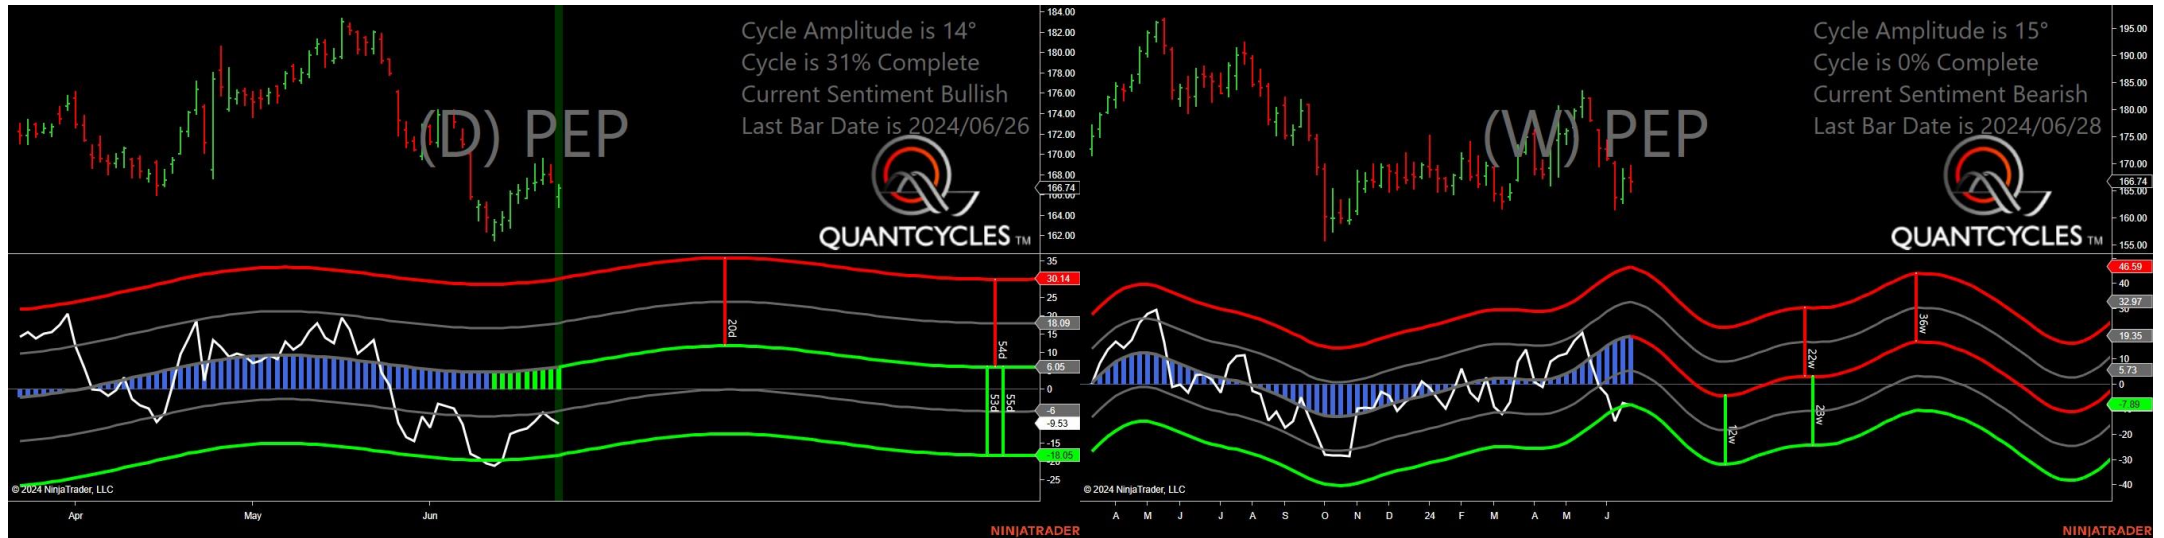 Cycle Amplitude is 14°
Cycle is 31% Complete
Current Sentiment Bullish
Last Bar Date is 2024/06/26
(D) PEP
QUANTCYCLES TM
184.00
182.00
180.00
178.00
176.00
174.00
172.00
170.00
168.00
166.74
166.00
164.00
162.00
35
30.14
25
20
18.09
15
10
6.05
0
-6
-9.53
-15
-18.05
-20
-25
20d
54d
53d
55d
© 2024 NinjaTrader, LLC
Apr
May
Jun
NINJATRADER
Cycle Amplitude is 15°
Cycle is 0% Complete
Current Sentiment Bearish
Last Bar Date is 2024/06/28
(W) PEP
QUANTCYCLES TM
195.00
190.00
185.00
180.00
175.00
170.00
166.74
165.00
160.00
155.00
46.59
40
32.97
30
19.35
10
5.73
0
-7.89
-20
-30
-40
12w
22w
23w
36w
© 2024 NinjaTrader, LLC
A M J J A S O N D 24 F M A M J
NINJATRADER